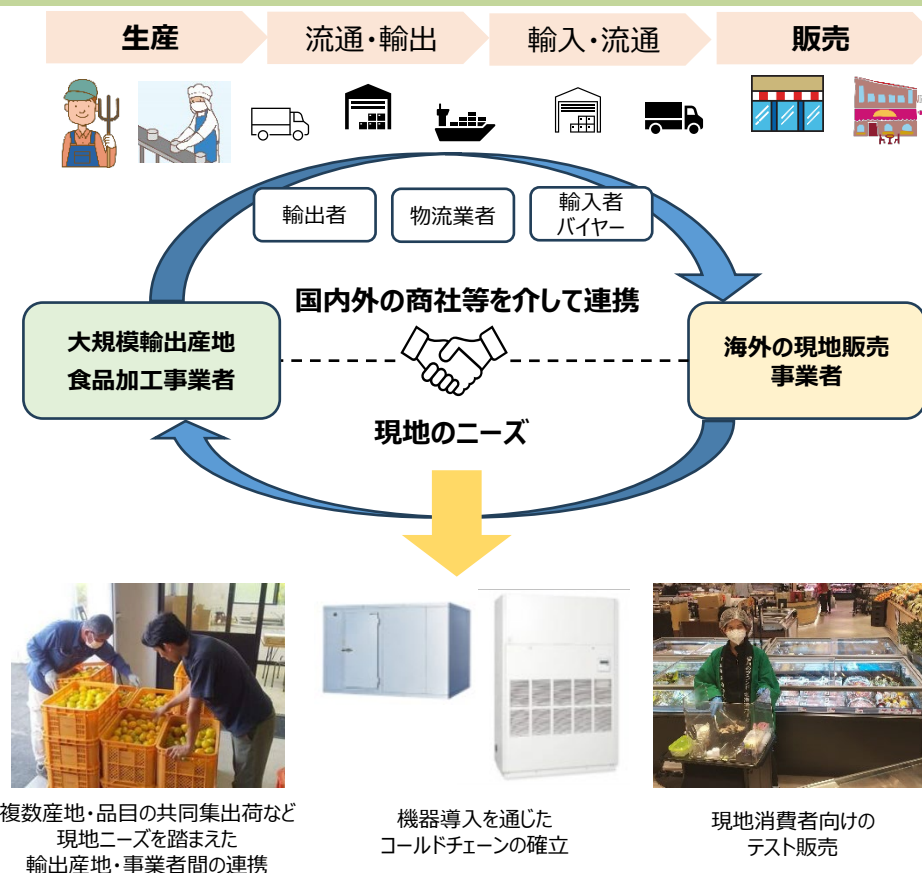 生産
流通・輸出
輸入・流通
販売
輸出者
物流業者
輸入者
バイヤー
国内外の商社等を介して連携
大規模輸出産地
食品加工事業者
海外の現地販売
事業者
現地のニーズ
複数産地・品目の共同集出荷など
現地ニーズを踏まえた
輸出産地・事業者間の連携
機器導入を通じた
コールドチェーンの確立
現地消費者向けの
テスト販売